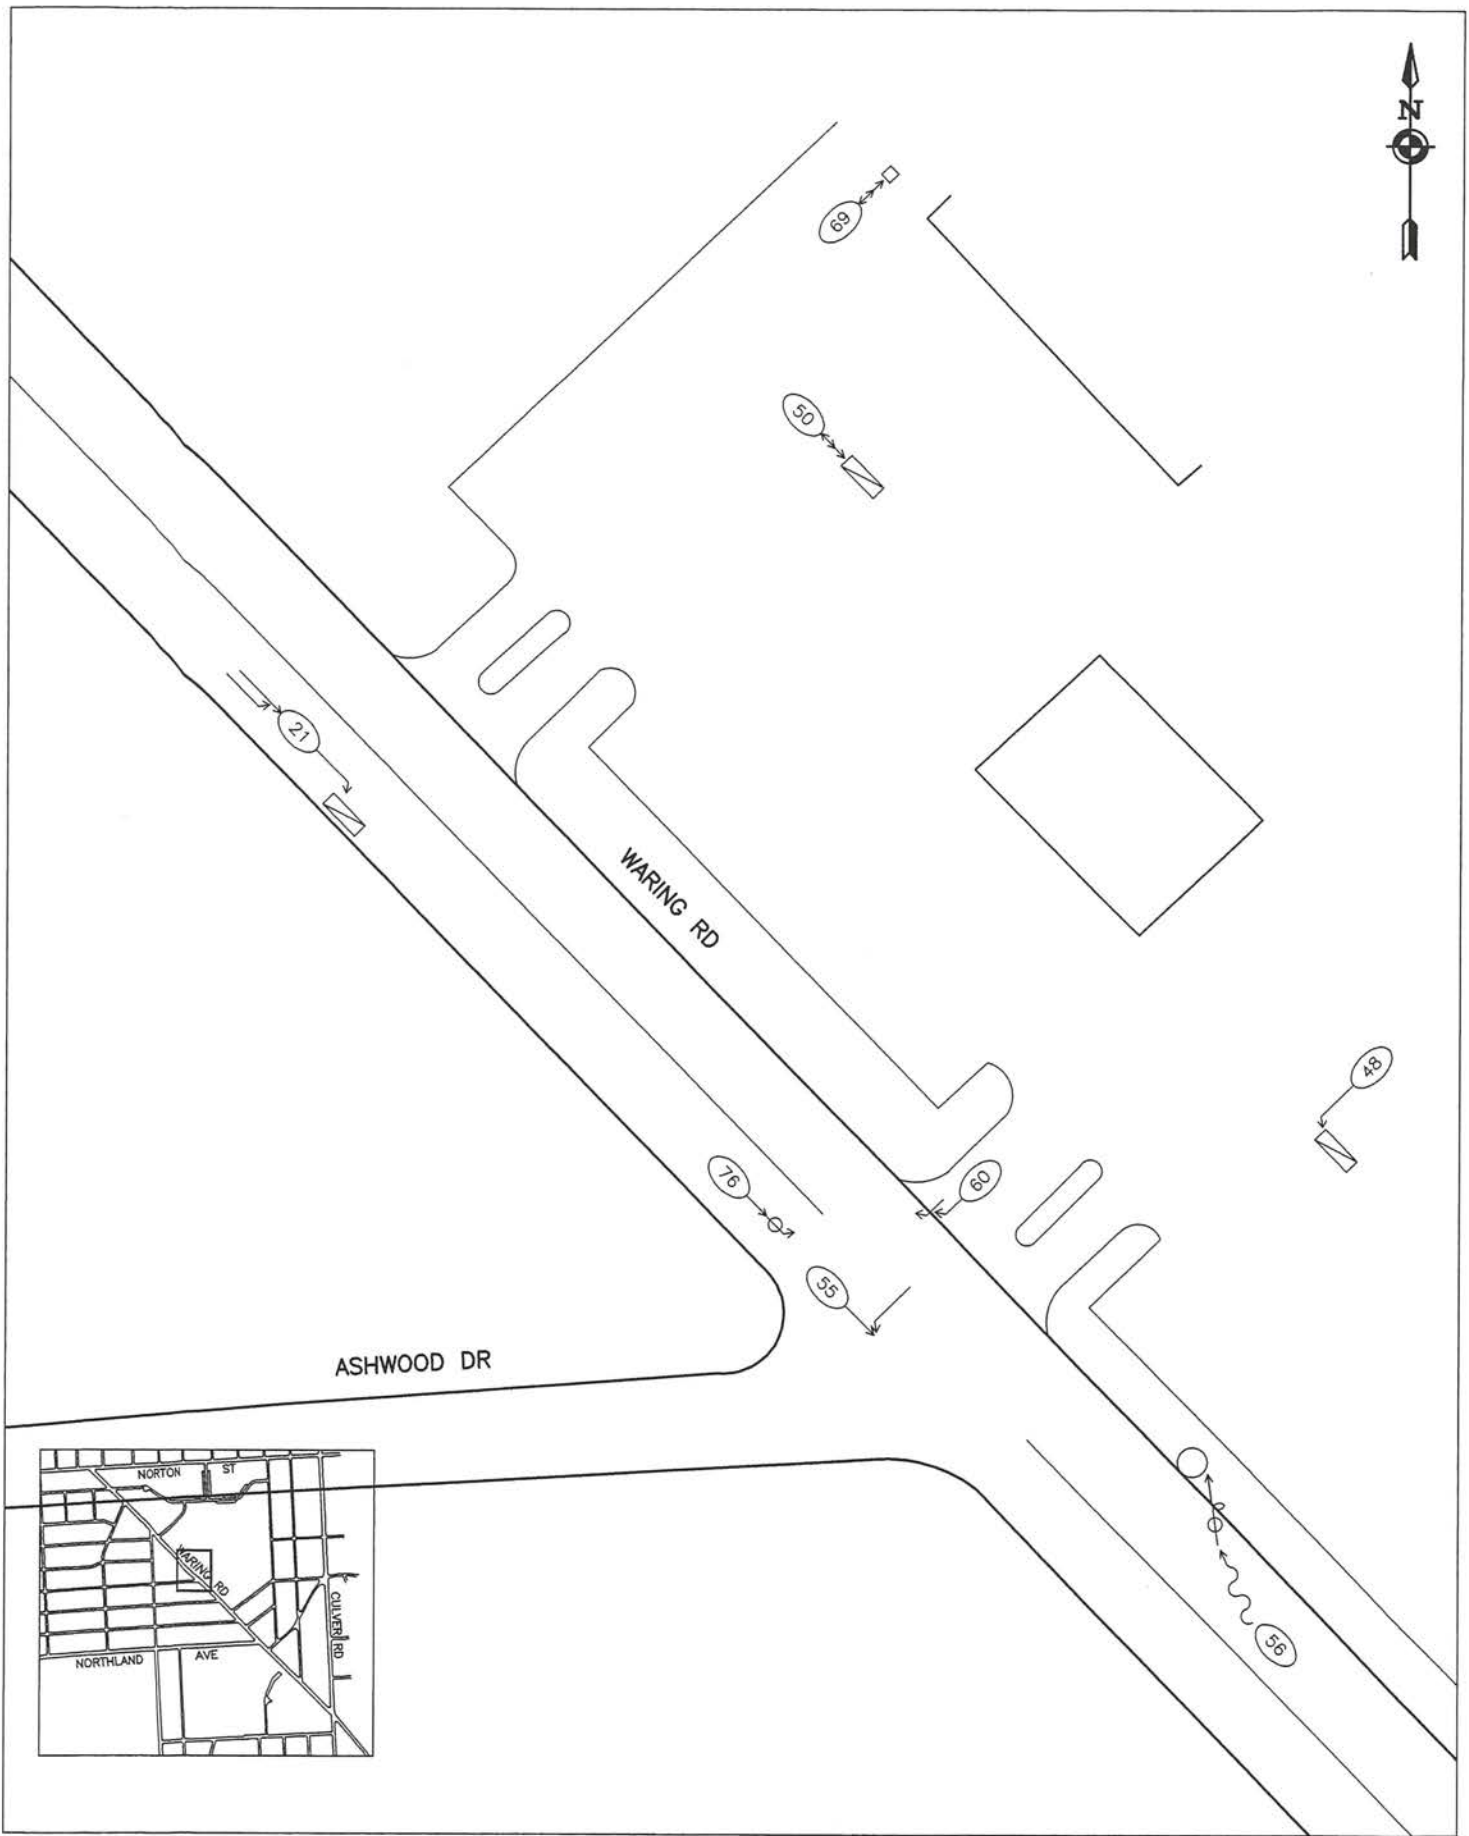 N
69
50
21
WARING RD
48
76
60
55
ASHWOOD DR
NORTON ST
WARING RD
CULVER RD
NORTHLAND AVE
56